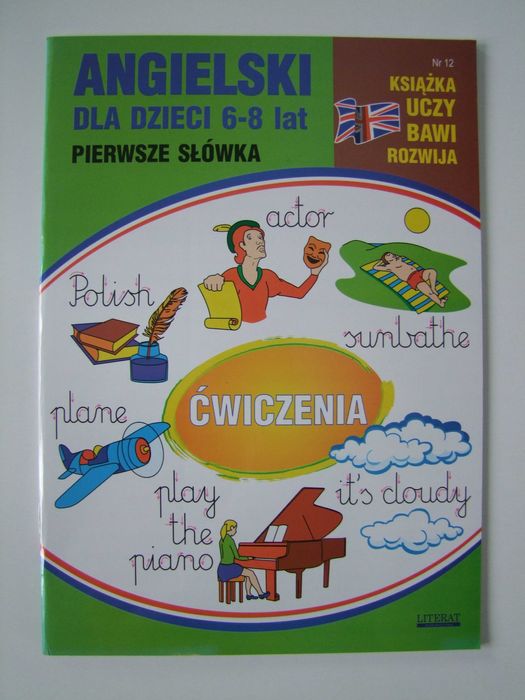 ANGIELSKI
DLA DZIECI 6-8 lat
PIERWSZE SŁÓWKA
Nr 12
KSIĄŻKA
UCZY
BAWI
ROZWIJA
actor
Polish
sunbathe
ĆWICZENIA
plane
play
the
piano
it's cloudy
LITERAT